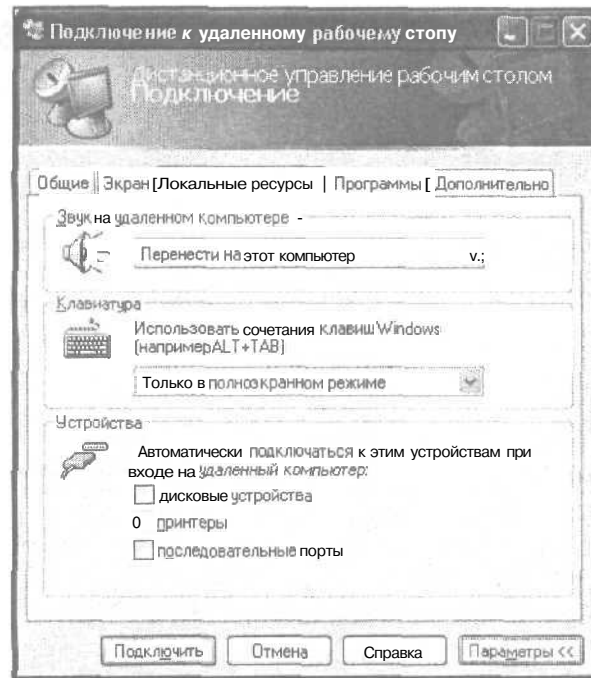 Подключение к удаленному рабочему стопу
Дистанционное управление рабочим столом
Подключение
Общие || Экран [Локальные ресурсы | Программы [ Дополнительно
Звук на удаленном компьютере -
Перенести на этот компьютер v.;
Клавиатура
Использовать сочетания клавиш Windows
(напримерALT+TAB)
Только в полноэкранном режиме
Устройства
Автоматически подключаться к этим устройствам при
входе на удаленный компьютер:
дисковые устройства
0 принтеры
последовательные порты
Подключить Отмена Справка Параметры <<